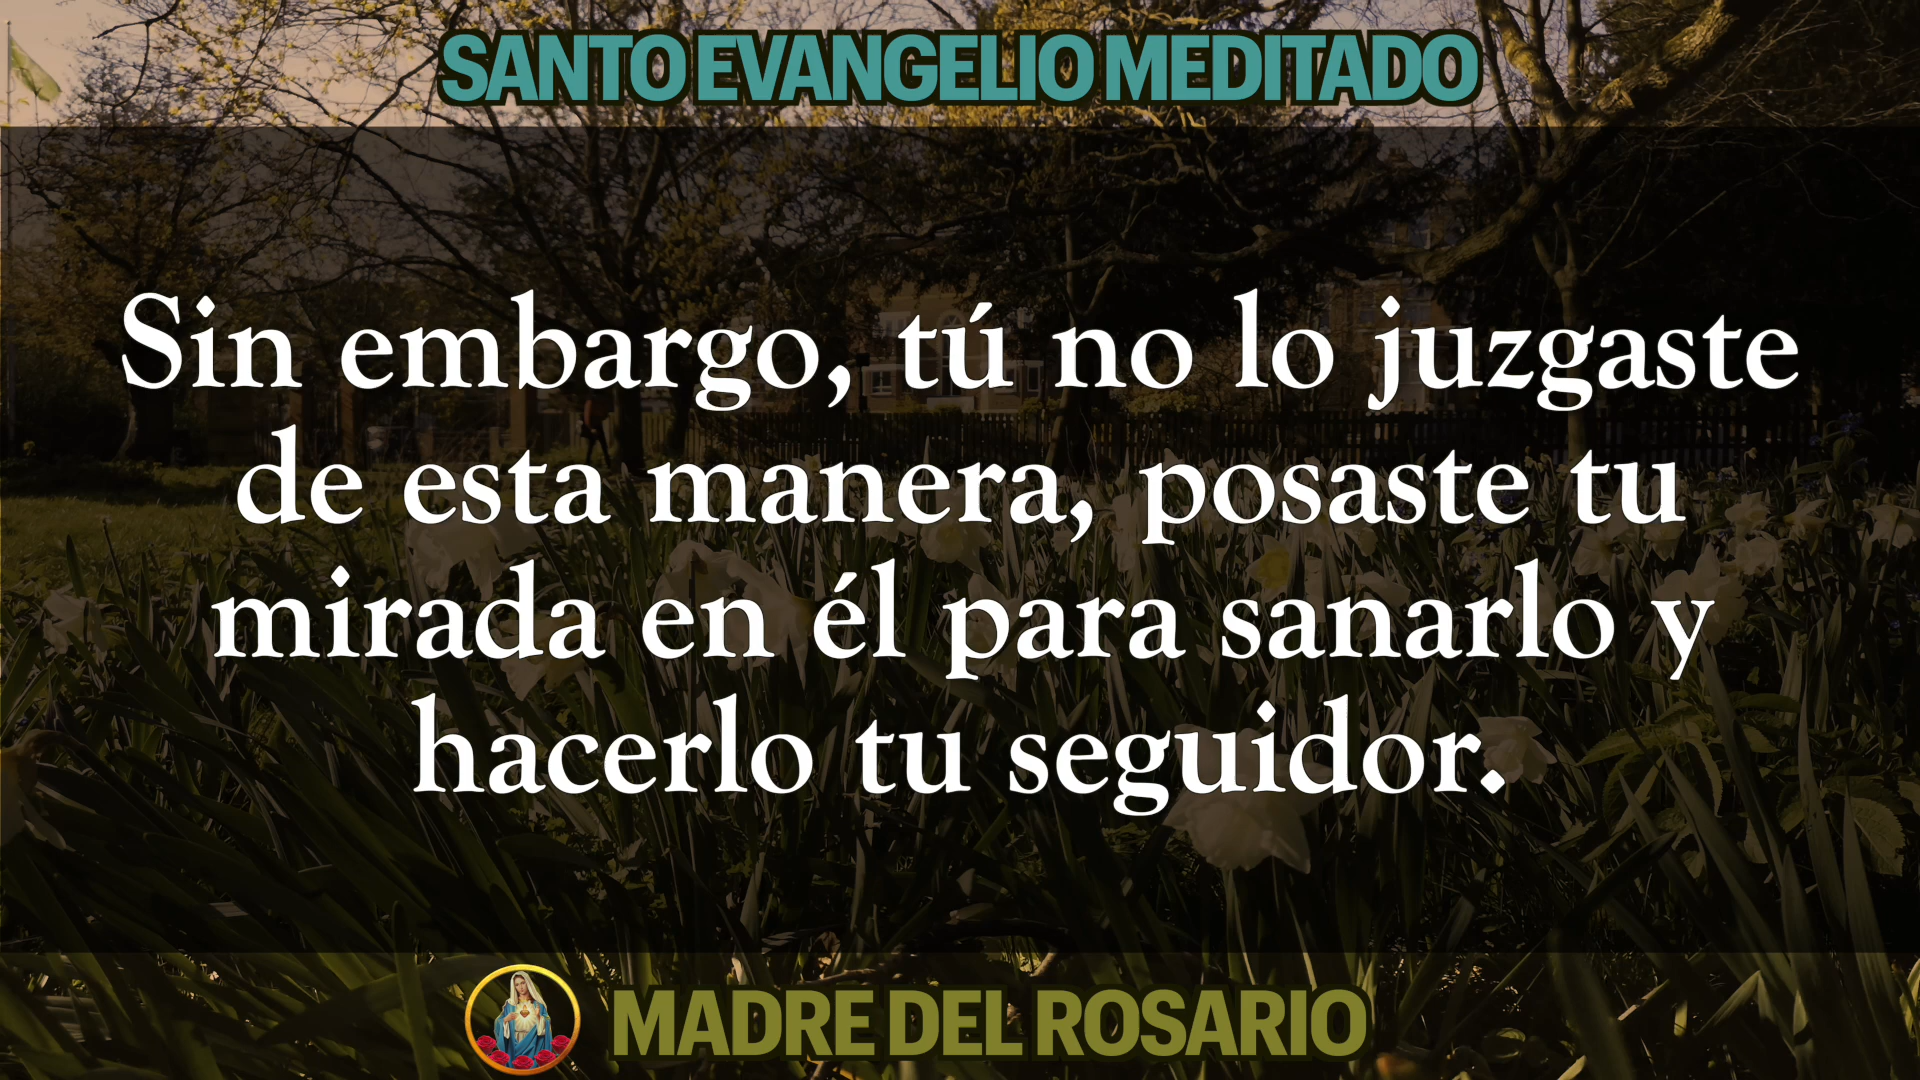 SANTO EVANGELIO MEDITADO
Sin embargo, tú no lo juzgaste
de esta manera, posaste tu
mirada en él para sanarlo y
hacerlo tu seguidor.
MADRE DEL ROSARIO